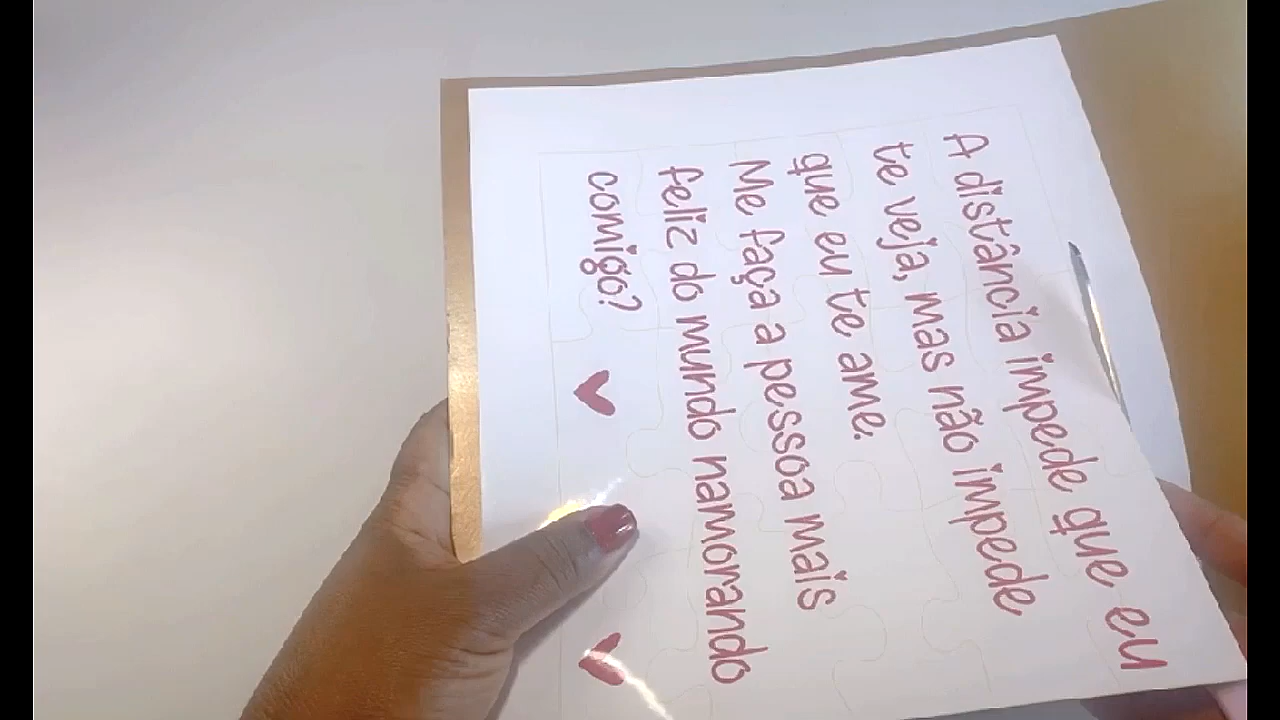 A distância impede que eu
te veja, mas não impede
que eu te ame.
Me faça a pessoa mais
feliz do mundo namorando
comigo?